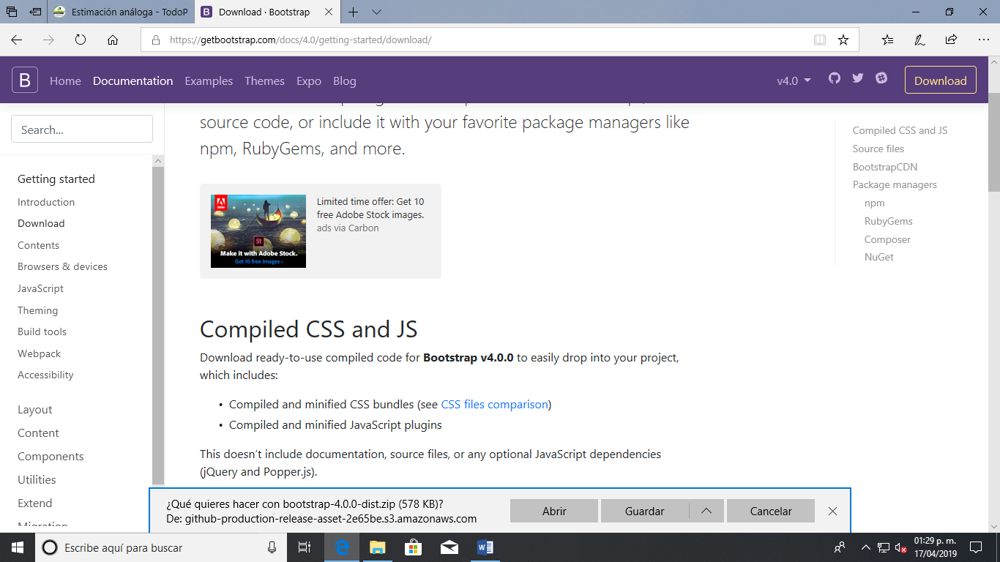 Estimación análoga - TodoP
Download · Bootstrap
https://getbootstrap.com/docs/4.0/getting-started/download/
B Home Documentation Examples Themes Expo Blog v4.0 Download
Search...
Getting started
Introduction
Download
Contents
Browsers & devices
JavaScript
Theming
Build tools
Webpack
Accessibility
Layout
Content
Components
Utilities
Extend
Migration
source code, or include it with your favorite package managers like
npm, RubyGems, and more.
Adobe
St
Make it with Adobe Stock.
Get 10 free images ›
Limited time offer: Get 10
free Adobe Stock images.
ads via Carbon
Compiled CSS and JS
Download ready-to-use compiled code for Bootstrap v4.0.0 to easily drop into your project,
which includes:
• Compiled and minified CSS bundles (see CSS files comparison)
• Compiled and minified JavaScript plugins
This doesn't include documentation, source files, or any optional JavaScript dependencies
(jQuery and Popper.js).
Compiled CSS and JS
Source files
BootstrapCDN
Package managers
npm
RubyGems
Composer
NuGet
¿Qué quieres hacer con bootstrap-4.0.0-dist.zip (578 KB)?
De: github-production-release-asset-2e65be.s3.amazonaws.com
Abrir
Guardar
Cancelar
Escribe aquí para buscar
01:29 p. m.
17/04/2019